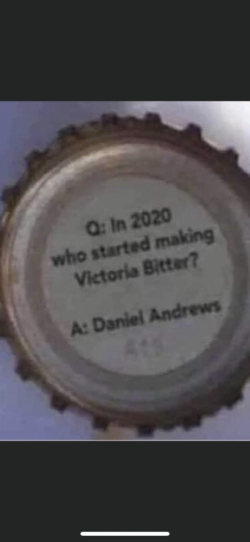 Q: In 2020
who started making
Victoria Bitter?
A: Daniel Andrews